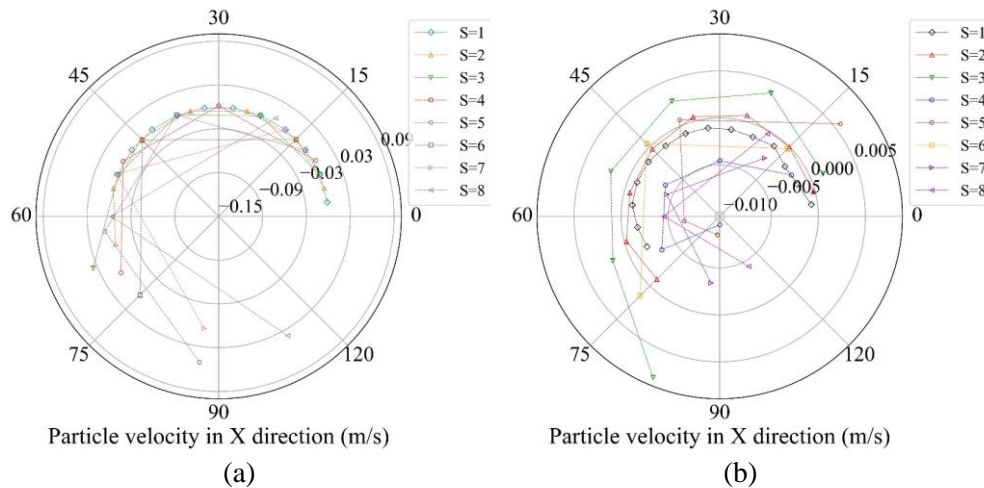 30
45
15
60
0
75
120
90
0.09
0.03
−0.03
−0.09
−0.15
S=1
S=2
S=3
S=4
S=5
S=6
S=7
S=8
Particle velocity in X direction (m/s)
(a)
30
45
15
60
0
75
120
90
0.005
0.000
−0.005
−0.010
S=1
S=2
S=3
S=4
S=5
S=6
S=7
S=8
Particle velocity in X direction (m/s)
(b)